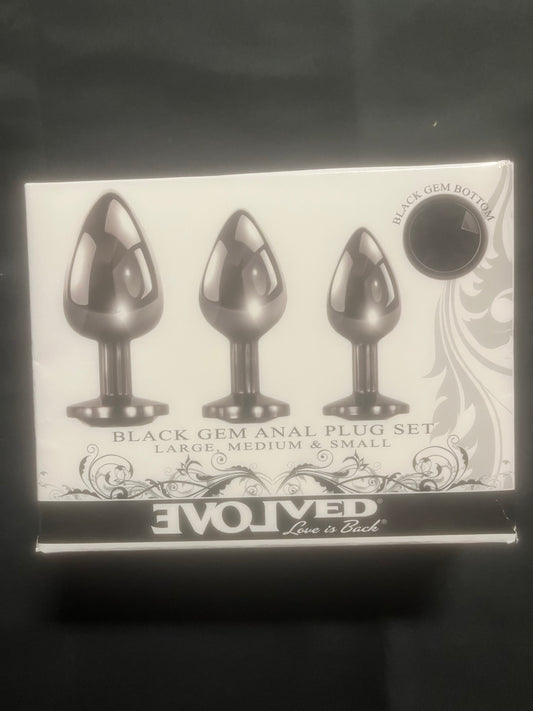 BLACK GEM BOTTOM
BLACK GEM ANAL PLUG SET
LARGE, MEDIUM & SMALL
EVOLVED®
Love is Back®